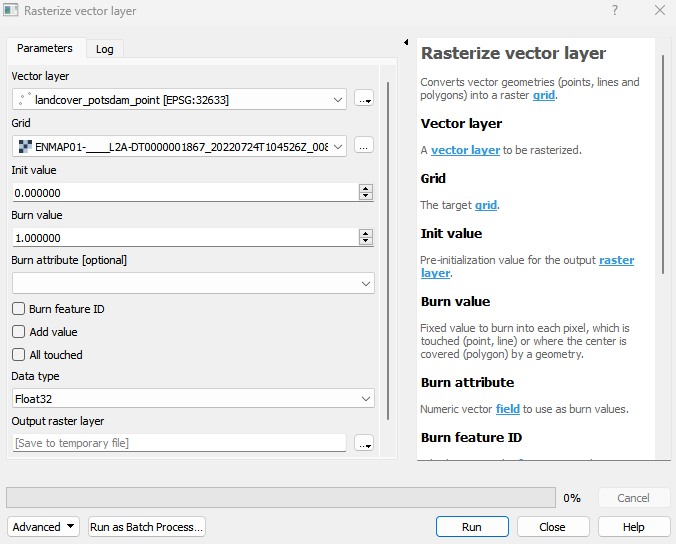 Rasterize vector layer
Parameters
Log
Vector layer
landcover_potsdam_point [EPSG:32633]
...
Grid
ENMAP01-____L2A-DT0000001867_20220724T104526Z_008
...
Init value
0.000000
Burn value
1.000000
Burn attribute [optional]
Burn feature ID
Add value
All touched
Data type
Float32
Output raster layer
[Save to temporary file]
...
Rasterize vector layer
Converts vector geometries (points, lines and
polygons) into a raster grid.
Vector layer
A vector layer to be rasterized.
Grid
The target grid.
Init value
Pre-initialization value for the output raster
layer.
Burn value
Fixed value to burn into each pixel, which is
touched (point, line) or where the center is
covered (polygon) by a geometry.
Burn attribute
Numeric vector field to use as burn values.
Burn feature ID
0%
Cancel
Advanced
Run as Batch Process...
Run
Close
Help